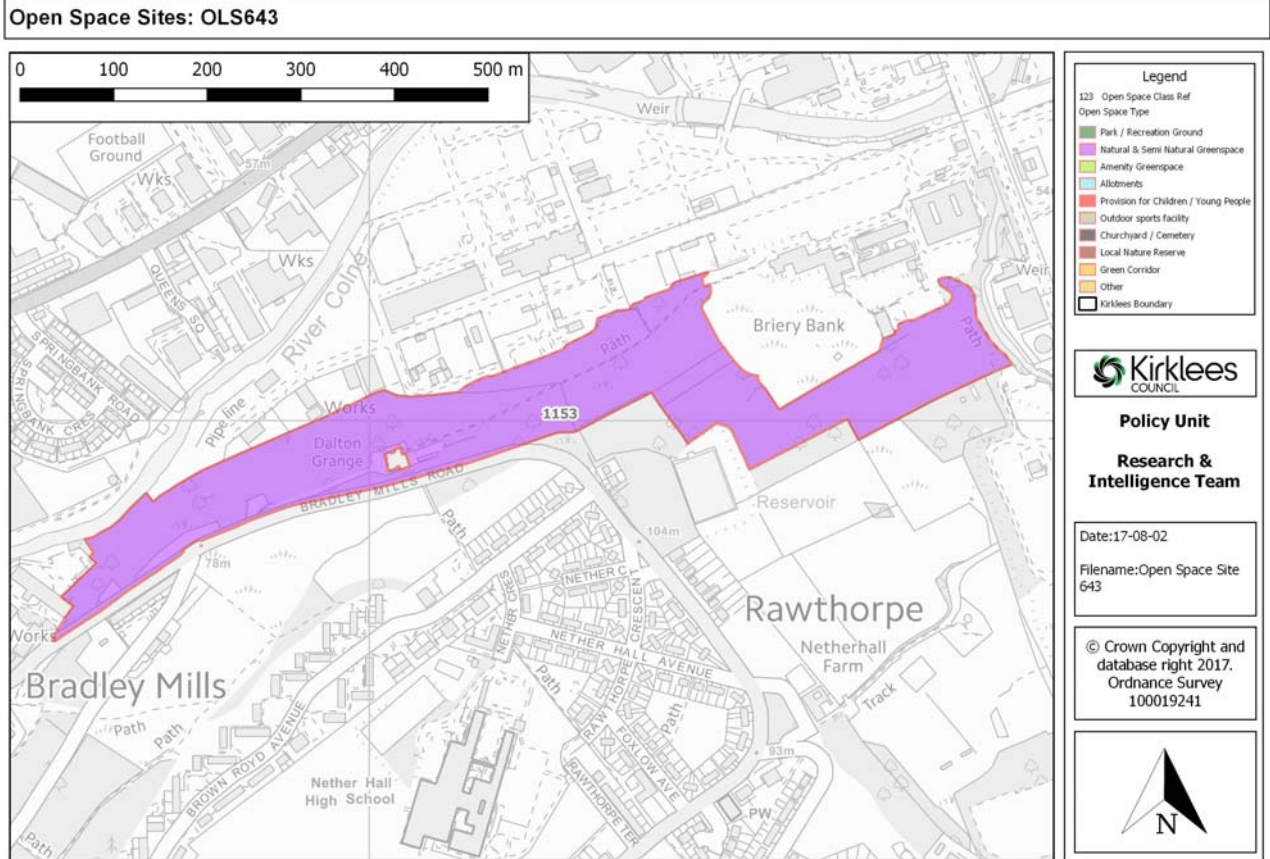 Open Space Sites: OLS643
0 100 200 300 400 500 m
Football
Ground
57m
Wks
Weir
QUEENS SQ
Wks
River Colne
SPRINGBANK ROAD
SPRINGBANK CRES
Pipe line
Works
Dalton
Grange
BRADLEY MILLS ROAD
1153
Path
Briery Bank
Weir
Path
Reservoir
104m
78m
Path
Works
Bradley Mills
Path
Path
BROWN ROYD AVENUE
NETHER CRES
NETHER C
NETHER HALL AVENUE
RAWTHORPE CRESCENT
Path
Path
FOXLOW AVE
RAWTHORPE TER
Nether Hall
High School
Rawthorpe
Netherhall
Farm
Track
93m
PW
Path
Legend
123 Open Space Class Ref
Open Space Type
Park / Recreation Ground
Natural & Semi Natural Greenspace
Amenity Greenspace
Allotments
Provision for Children / Young People
Outdoor sports facility
Churchyard / Cemetery
Local Nature Reserve
Green Corridor
Other
Kirklees Boundary
Kirklees
COUNCIL
Policy Unit
Research &
Intelligence Team
Date:17-08-02
Filename:Open Space Site
643
© Crown Copyright and
database right 2017.
Ordnance Survey
100019241
N